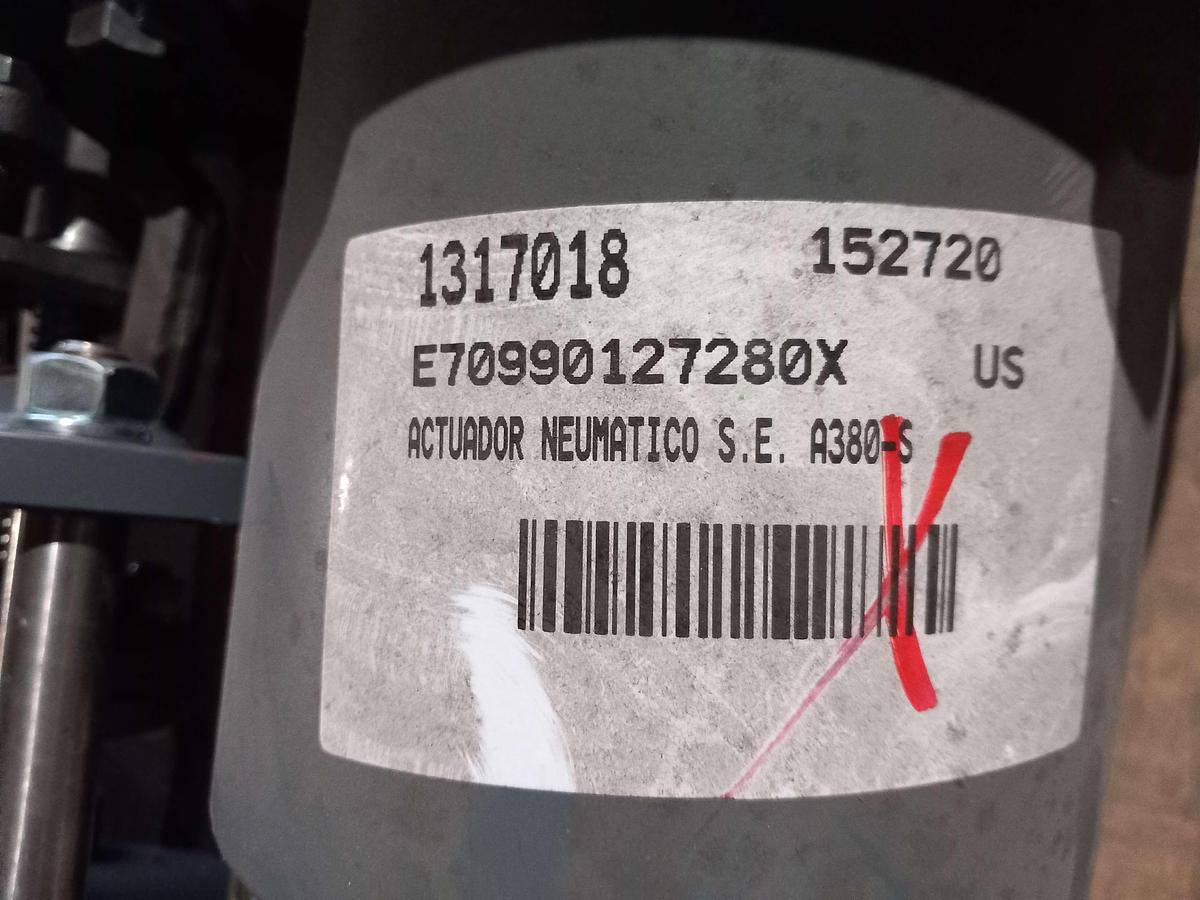 1317018 152720
E70990127280X US
ACTUADOR NEUMATICO S.E. A380-S